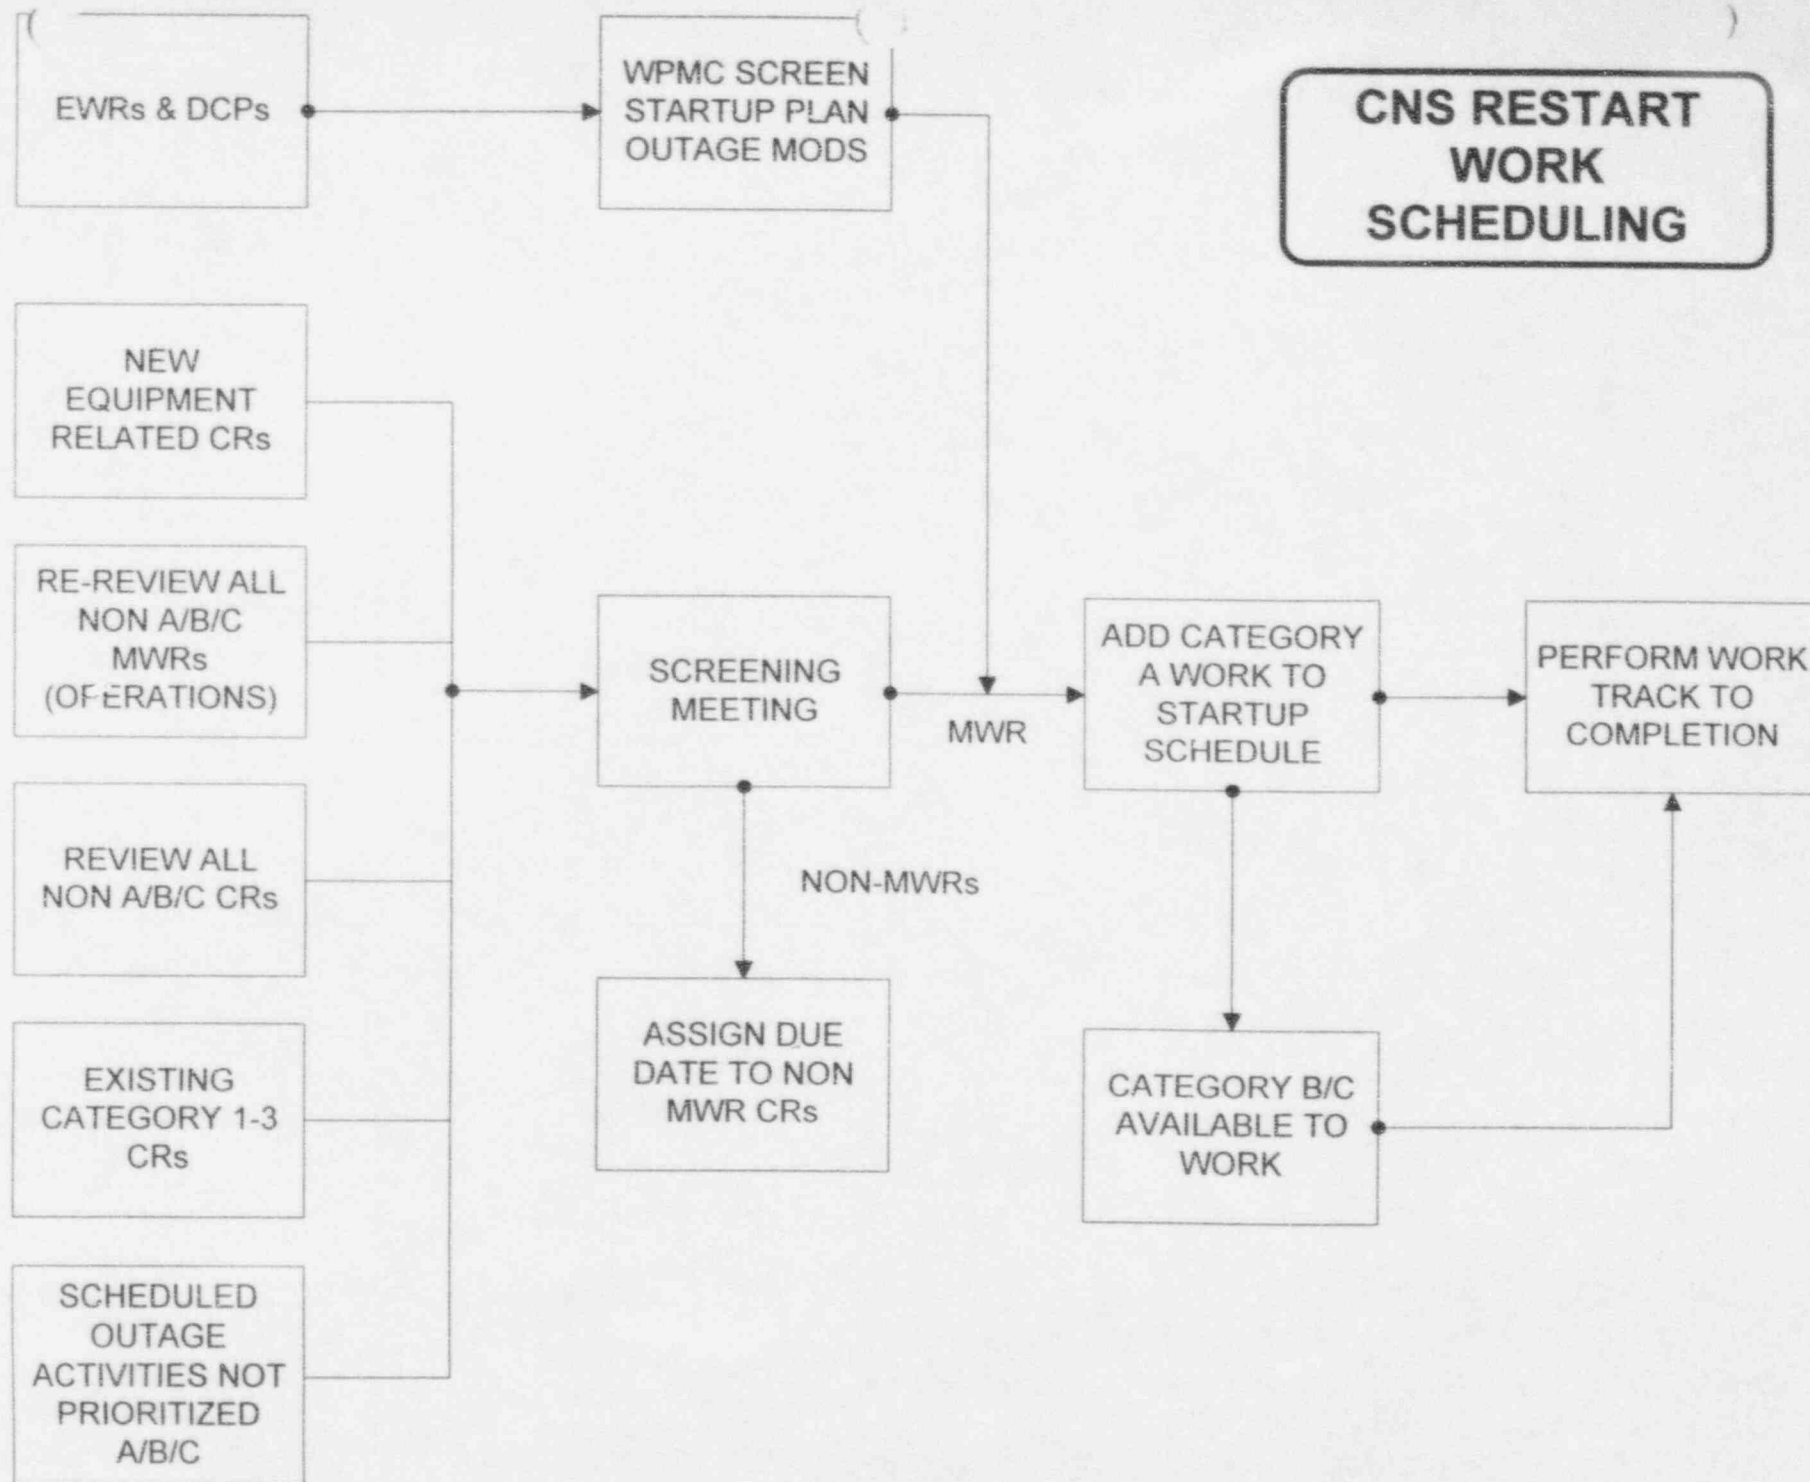 EWRs & DCPs
WPMC SCREEN
STARTUP PLAN
OUTAGE MODS
CNS RESTART
WORK
SCHEDULING
NEW
EQUIPMENT
RELATED CRs
RE-REVIEW ALL
NON A/B/C
MWRs
(OPERATIONS)
REVIEW ALL
NON A/B/C CRs
EXISTING
CATEGORY 1-3
CRs
SCHEDULED
OUTAGE
ACTIVITIES NOT
PRIORITIZED
A/B/C
SCREENING
MEETING
MWR
NON-MWRs
ASSIGN DUE
DATE TO NON
MWR CRs
ADD CATEGORY
A WORK TO
STARTUP
SCHEDULE
CATEGORY B/C
AVAILABLE TO
WORK
PERFORM WORK
TRACK TO
COMPLETION